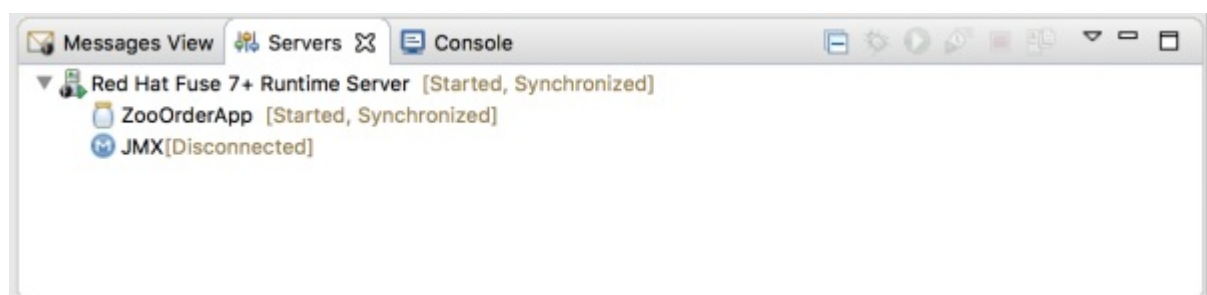 Messages View Servers Console
Red Hat Fuse 7+ Runtime Server [Started, Synchronized]
ZooOrderApp [Started, Synchronized]
JMX[Disconnected]